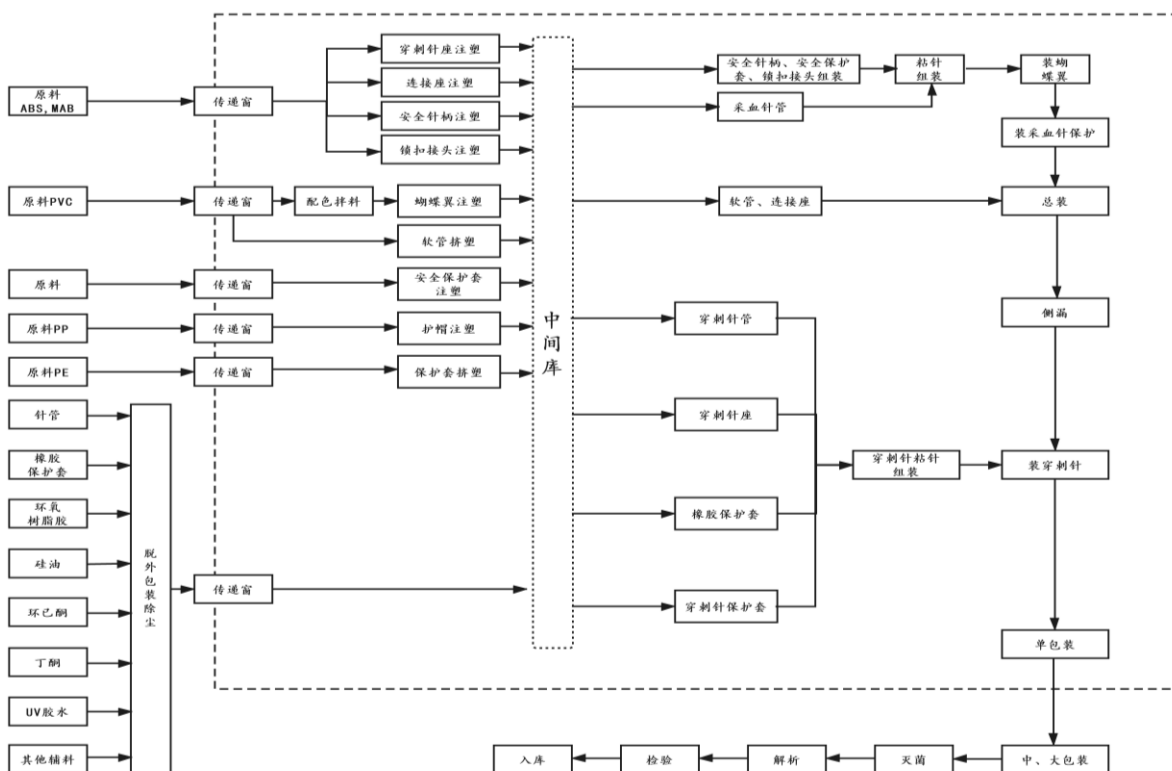 原料
ABS,MAB
传递窗
穿刺针座注塑
连接座注塑
安全针柄注塑
锁扣接头注塑
原料PVC
传递窗
配色拌料
蝴蝶翼注塑
软管挤塑
原料
传递窗
安全保护套
注塑
原料PP
传递窗
护帽注塑
原料PE
传递窗
保护套挤塑
针管
橡胶
保护套
环氧
树脂胶
硅油
环己酮
丁酮
UV胶水
其他辅料
脱外包装除尘
传递窗
中间库
安全针柄、安全保护
套、锁扣接头组装
粘针
组装
装蝴
蝶翼
采血针管
装采血针保护
软管、连接座
总装
侧漏
穿刺针管
穿刺针座
橡胶保护套
穿刺针保护套
穿刺针粘针
组装
装穿刺针
单包装
中、大包装
灭菌
解析
检验
入库